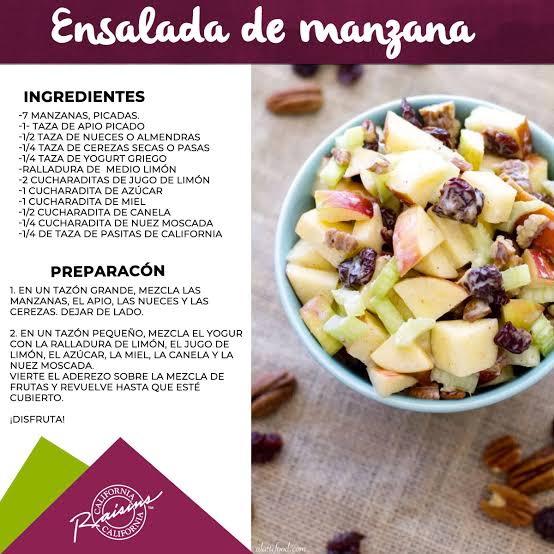 Ensalada de manzana
INGREDIENTES
-7 MANZANAS, PICADAS.
-1- TAZA DE APIO PICADO
-1/2 TAZA DE NUECES O ALMENDRAS
-1/4 TAZA DE CEREZAS SECAS O PASAS
-1/4 TAZA DE YOGURT GRIEGO
-RALLADURA DE MEDIO LIMÓN
-2 CUCHARADITAS DE JUGO DE LIMÓN
-1 CUCHARADITA DE AZÚCAR
-1 CUCHARADITA DE MIEL
-1/2 CUCHARADITA DE CANELA
-1/4 CUCHARADITA DE NUEZ MOSCADA
-1/4 DE TAZA DE PASITAS DE CALIFORNIA
PREPARACÓN
1. EN UN TAZÓN GRANDE, MEZCLA LAS
MANZANAS, EL APIO, LAS NUECES Y LAS
CEREZAS. DEJAR DE LADO.
2. EN UN TAZÓN PEQUEÑO, MEZCLA EL YOGUR
CON LA RALLADURA DE LIMÓN, EL JUGO DE
LIMÓN, EL AZÚCAR, LA MIEL, LA CANELA Y LA
NUEZ MOSCADA.
VIERTE EL ADEREZO SOBRE LA MEZCLA DE
FRUTAS Y REVUELVE HASTA QUE ESTÉ
CUBIERTO.
¡DISFRUTA!
CALIFORNIA
Raisins
CALIFORNIA